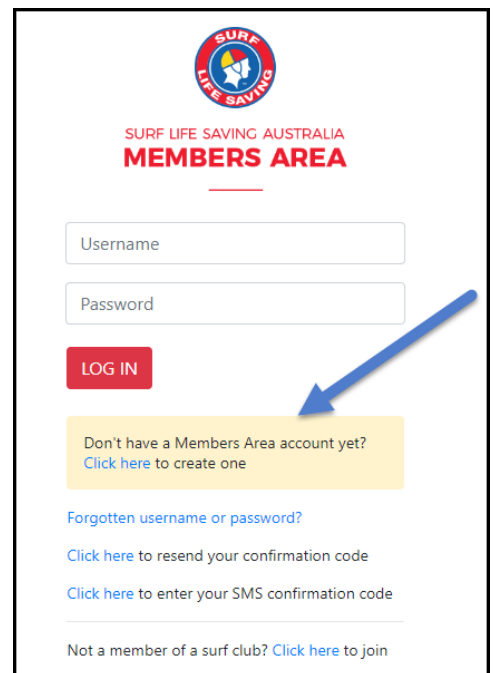 SURF
LIFE SAVING
SURF LIFE SAVING AUSTRALIA
MEMBERS AREA
Username
Password
LOG IN
Don't have a Members Area account yet?
Click here to create one
Forgotten username or password?
Click here to resend your confirmation code
Click here to enter your SMS confirmation code
Not a member of a surf club? Click here to join